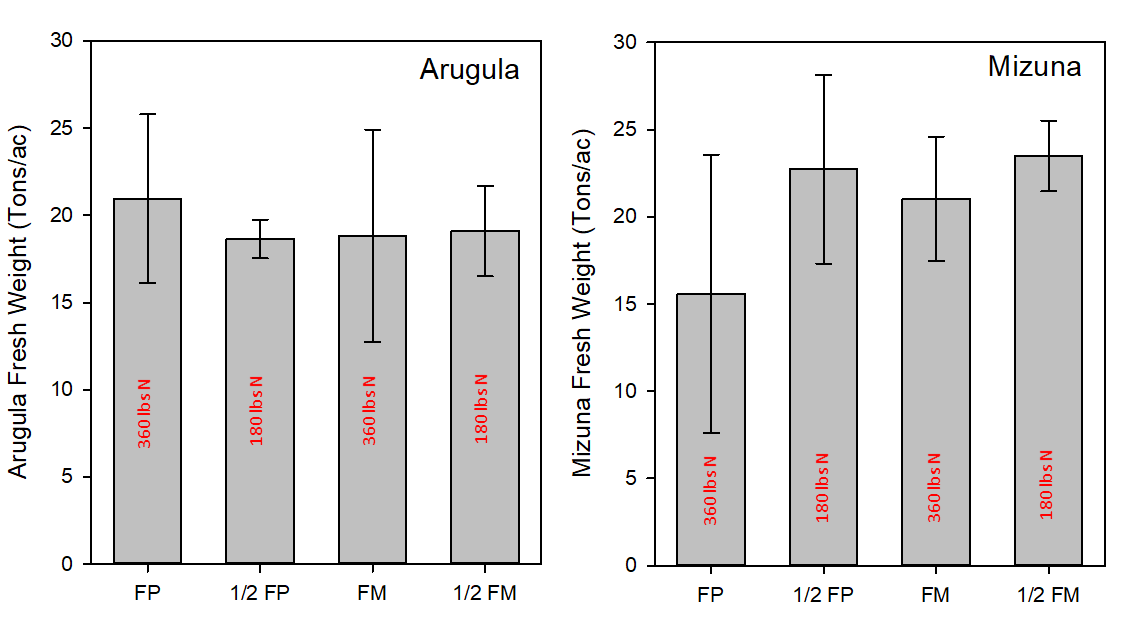 Arugula
Arugula Fresh Weight (Tons/ac)
30
25
20
15
10
5
0
360 lbs N
180 lbs N
360 lbs N
180 lbs N
FP
1/2 FP
FM
1/2 FM
Mizuna
Mizuna Fresh Weight (Tons/ac)
30
25
20
15
10
5
0
360 lbs N
180 lbs N
360 lbs N
180 lbs N
FP
1/2 FP
FM
1/2 FM